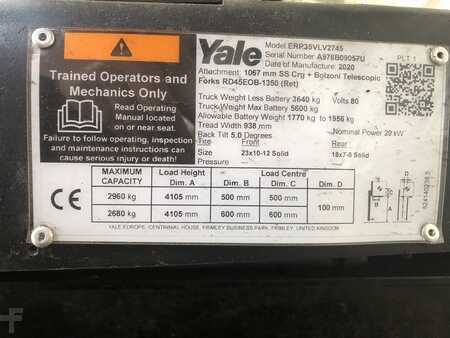 Yale
Model ERP35VLV2745
Serial Number A976B09057U
Date of Manufacture: 2020
Attachment: 1067 mm SS Crg + Bolzoni Telescopic
Forks RD45EOB-1350 (Ret)
Truck Weight Less Battery 3640 kg Volts 80
Truck Weight Max Battery 5600 kg
Allowable Battery Weight 1770 kg to 1956 kg
Tread Width 938 mm Nominal Power 20 kW
Back Tilt 5.0 Degrees
Tire Front Rear
Size 23x10-12 Solid 18x7-8 Solid
Pressure — —
PLT 1
Trained Operators and
Mechanics Only
Read Operating
Manual located
on or near seat.
Failure to follow operating, inspection
and maintenance instructions can
cause serious injury or death!
CE
MAXIMUM CAPACITY Load Height Dim. A Load Centre Dim. B Dim. C Dim. D
2960 kg 4105 mm 500 mm 500 mm 100 mm
2680 kg 4105 mm 600 mm 600 mm
A
B
YALE EUROPE, CENTENNIAL HOUSE, FRIMLEY BUSINESS PARK, FRIMLEY, UNITED KINGDOM